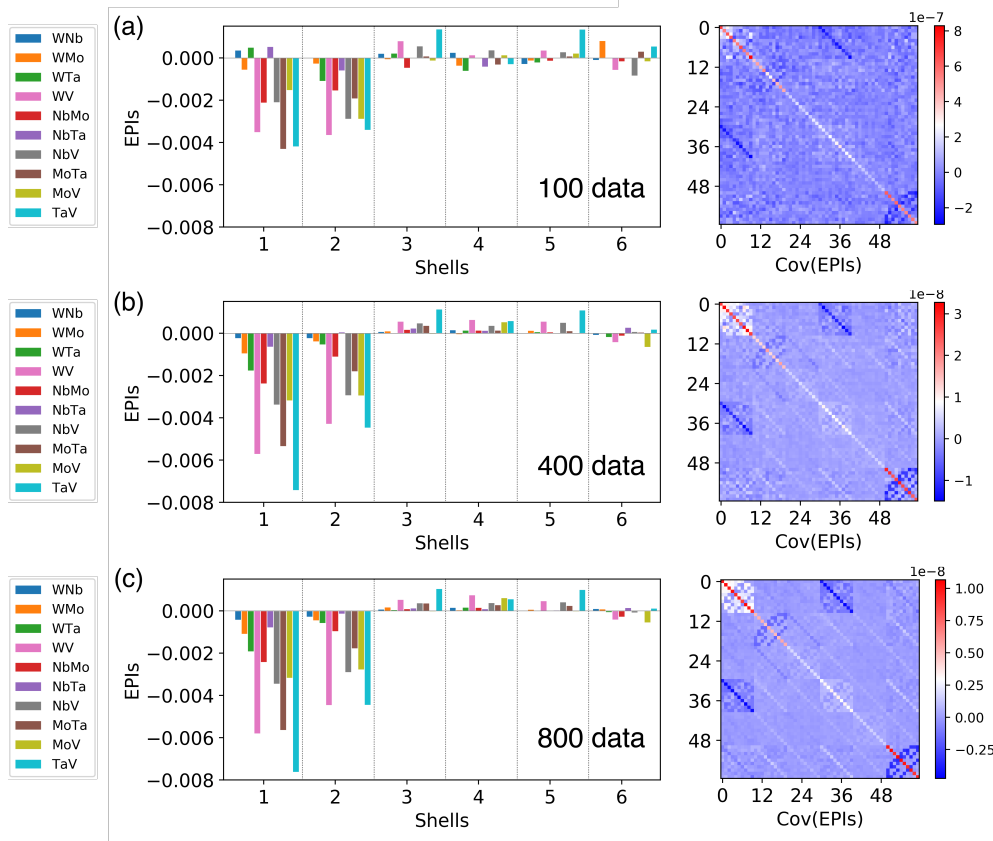 (a)
WNb
WMo
WTa
WV
NbMo
NbTa
NbV
MoTa
MoV
TaV
EPIs
0.000
−0.002
−0.004
−0.006
−0.008
100 data
1 2 3 4 5 6
Shells
0
12
24
36
48
0 12 24 36 48
Cov(EPIs)
1e−7
8
6
4
2
0
−2
(b)
WNb
WMo
WTa
WV
NbMo
NbTa
NbV
MoTa
MoV
TaV
EPIs
0.000
−0.002
−0.004
−0.006
−0.008
400 data
1 2 3 4 5 6
Shells
0
12
24
36
48
0 12 24 36 48
Cov(EPIs)
1e−8
3
2
1
0
−1
(c)
WNb
WMo
WTa
WV
NbMo
NbTa
NbV
MoTa
MoV
TaV
EPIs
0.000
−0.002
−0.004
−0.006
−0.008
800 data
1 2 3 4 5 6
Shells
0
12
24
36
48
0 12 24 36 48
Cov(EPIs)
1e−8
1.00
0.75
0.50
0.25
0.00
−0.25